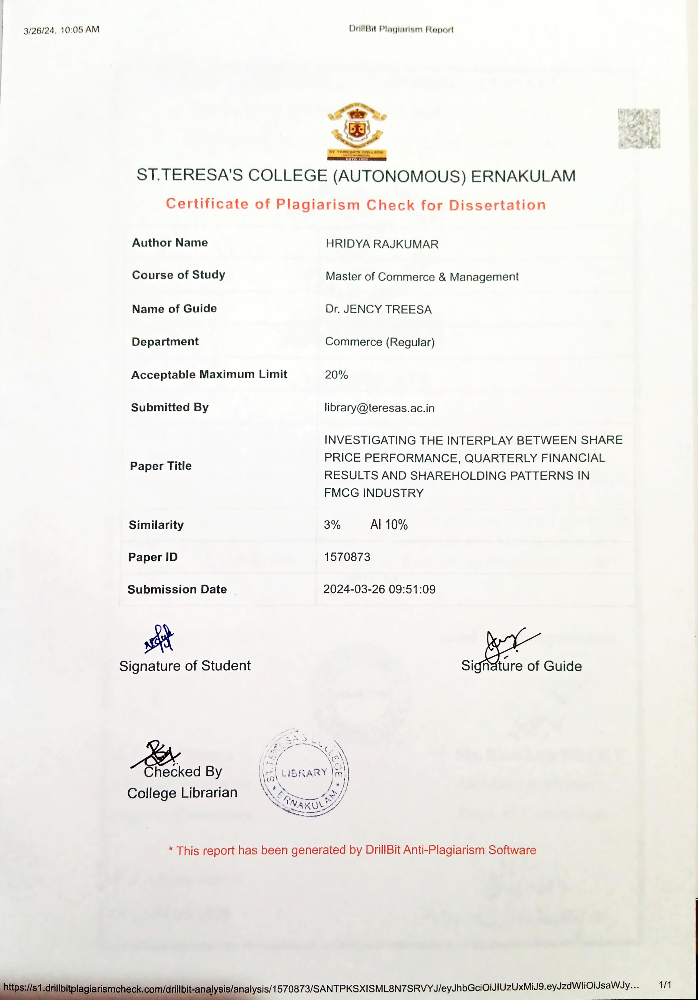 3/26/24, 10:05 AM
DrillBit Plagiarism Report
ST TERESA'S COLLEGE
ST.TERESA'S COLLEGE (AUTONOMOUS) ERNAKULAM
Certificate of Plagiarism Check for Dissertation
Author Name HRIDYA RAJKUMAR
Course of Study Master of Commerce & Management
Name of Guide Dr. JENCY TREESA
Department Commerce (Regular)
Acceptable Maximum Limit 20%
Submitted By library@teresas.ac.in
Paper Title INVESTIGATING THE INTERPLAY BETWEEN SHARE
PRICE PERFORMANCE, QUARTERLY FINANCIAL
RESULTS AND SHAREHOLDING PATTERNS IN
FMCG INDUSTRY
Similarity 3% AI 10%
Paper ID 1570873
Submission Date 2024-03-26 09:51:09
Signature of Student
Signature of Guide
Checked By
College Librarian
ST.TERESA'S COLLEGE
LIBRARY
ERNAKULAM
* This report has been generated by DrillBit Anti-Plagiarism Software
https://s1.drillbitplagiarismcheck.com/drillbit-analysis/analysis/1570873/SANTPKSXISML8N7SRVYJ/eyJhbGciOiJIUzUxMiJ9.eyJzdWIiOiJsaWJy... 1/1